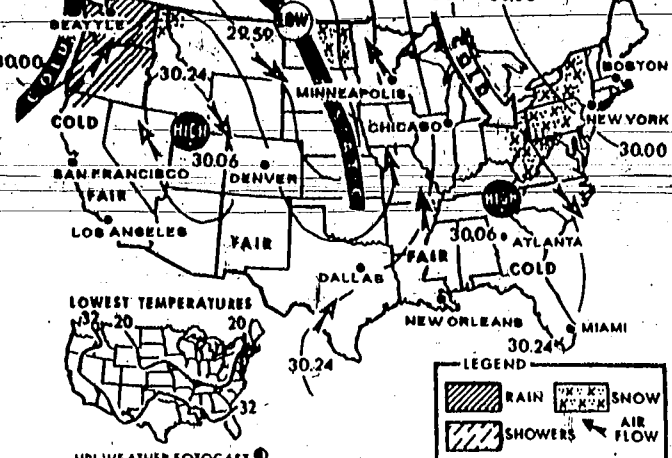 SEATTLE
LOW
29.59
COLD
30.00
30.24
COLD
BOSTON
MINNEAPOLIS
COLD
CHICAGO
NEW YORK
HIGH
30.06
30.00
SAN FRANCISCO
DENVER
FAIR
HIGH
LOS ANGELES
FAIR
30.06
ATLANTA
FAIR
COLD
DALLAS
NEW ORLEANS
MIAMI
30.24
30.24
LOWEST TEMPERATURES
32 20 20
32
LEGEND
RAIN
SNOW
SHOWERS
AIR
FLOW
UPI WEATHER FOTOCAST